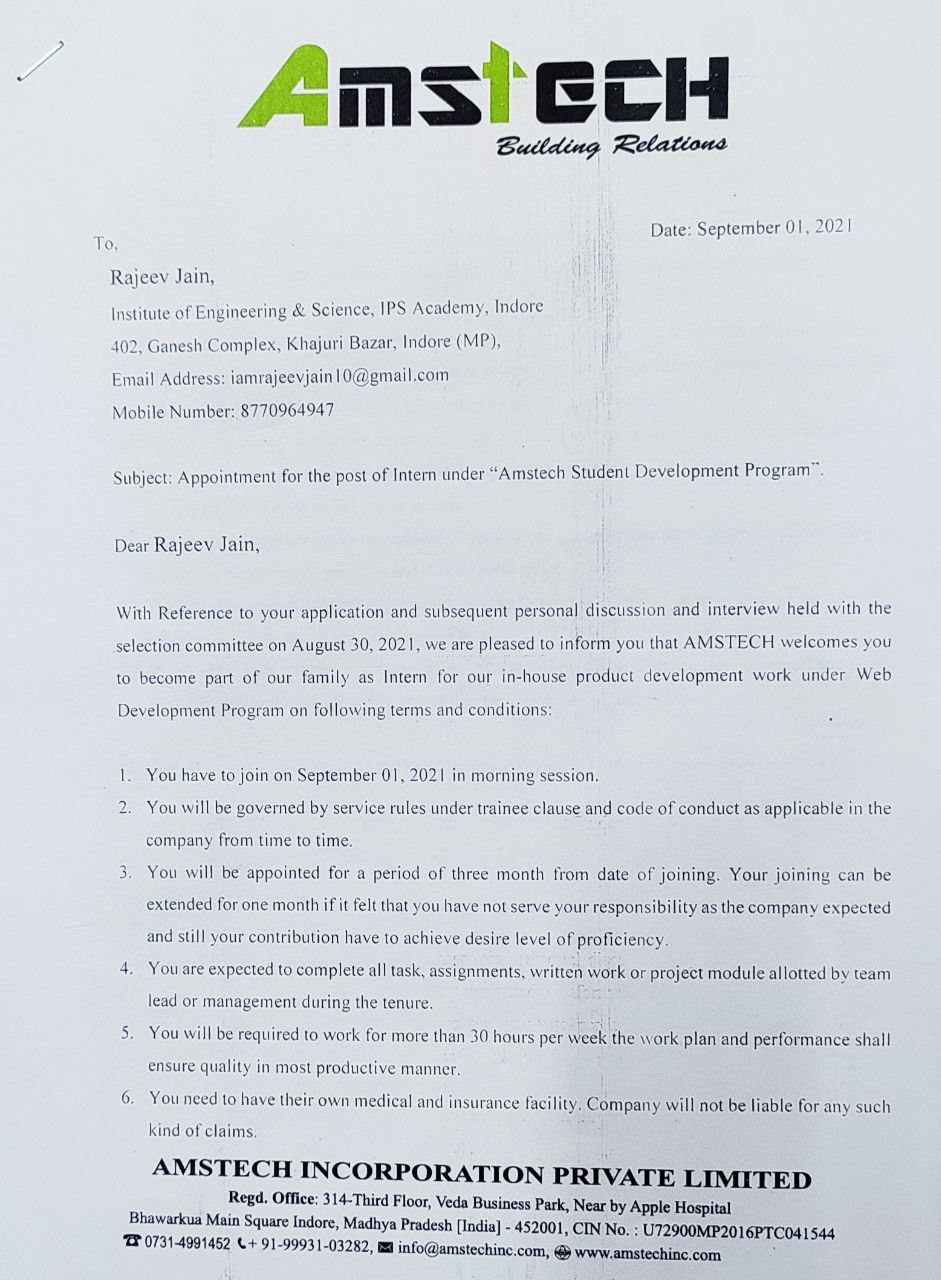 AmstECH
Building Relations
Date: September 01, 2021
To,
Rajeev Jain,
Institute of Engineering & Science, IPS Academy, Indore
402, Ganesh Complex, Khajuri Bazar, Indore (MP),
Email Address: iamrajeevjain10@gmail.com
Mobile Number: 8770964947
Subject: Appointment for the post of Intern under “Amstech Student Development Program”.
Dear Rajeev Jain,
With Reference to your application and subsequent personal discussion and interview held with the
selection committee on August 30, 2021, we are pleased to inform you that AMSTECH welcomes you
to become part of our family as Intern for our in-house product development work under Web
Development Program on following terms and conditions:
1. You have to join on September 01, 2021 in morning session.
2. You will be governed by service rules under trainee clause and code of conduct as applicable in the
company from time to time.
3. You will be appointed for a period of three month from date of joining. Your joining can be
extended for one month if it felt that you have not serve your responsibility as the company expected
and still your contribution have to achieve desire level of proficiency.
4. You are expected to complete all task, assignments, written work or project module allotted by team
lead or management during the tenure.
5. You will be required to work for more than 30 hours per week the work plan and performance shall
ensure quality in most productive manner.
6. You need to have their own medical and insurance facility. Company will not be liable for any such
kind of claims.
AMSTECH INCORPORATION PRIVATE LIMITED
Regd. Office: 314-Third Floor, Veda Business Park, Near by Apple Hospital
Bhawarkua Main Square Indore, Madhya Pradesh [India] - 452001, CIN No. : U72900MP2016PTC041544
☎ 0731-4991452 📞+ 91-99931-03282, ✉ info@amstechinc.com, 🌐 www.amstechinc.com